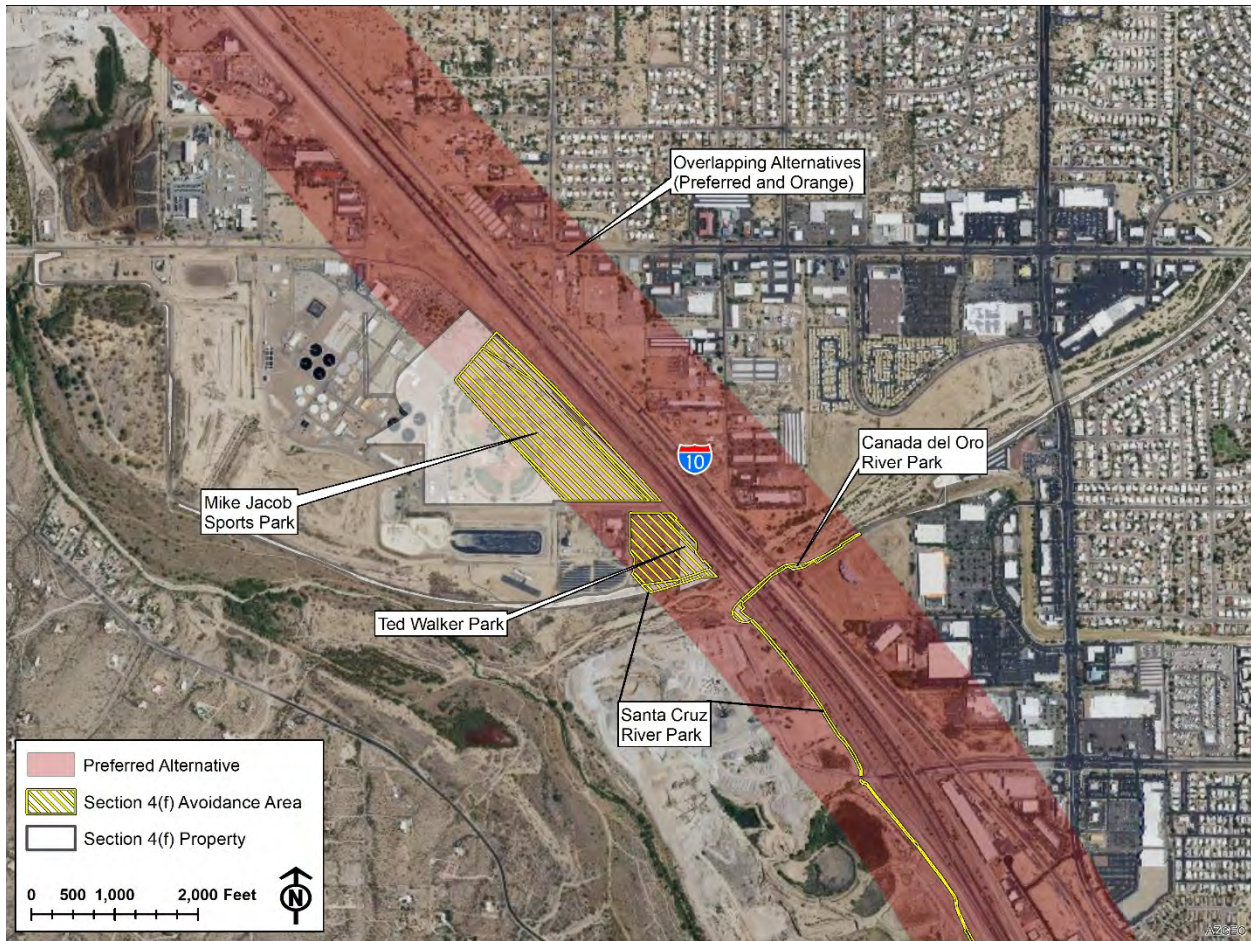 Overlapping Alternatives
(Preferred and Orange)
10
Canada del Oro
River Park
Mike Jacob
Sports Park
Ted Walker Park
Santa Cruz
River Park
Preferred Alternative
Section 4(f) Avoidance Area
Section 4(f) Property
0 500 1,000 2,000 Feet
N
AZGEO